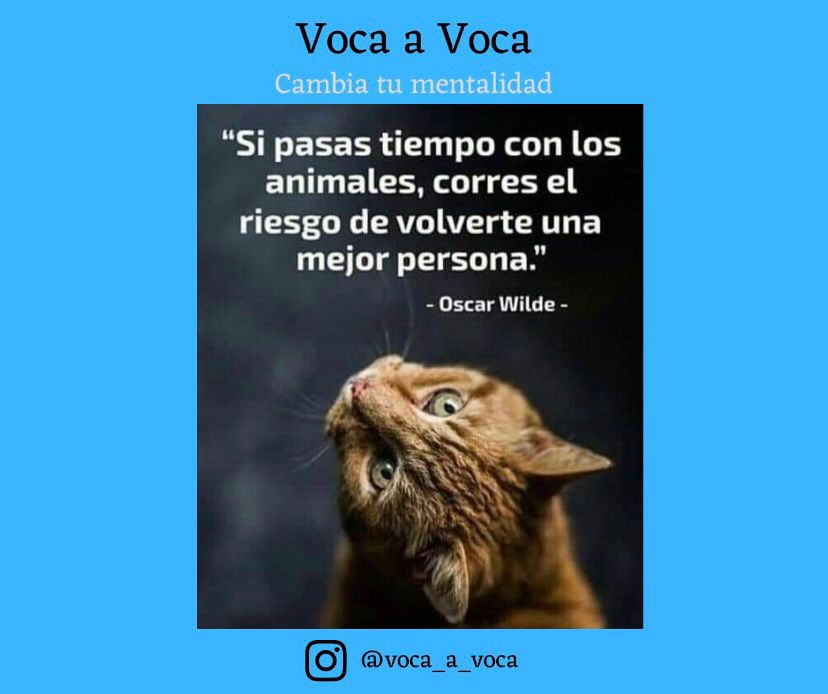 Voca a Voca
Cambia tu mentalidad
“Si pasas tiempo con los
animales, corres el
riesgo de volverte una
mejor persona.”
- Oscar Wilde -
@voca_a_voca